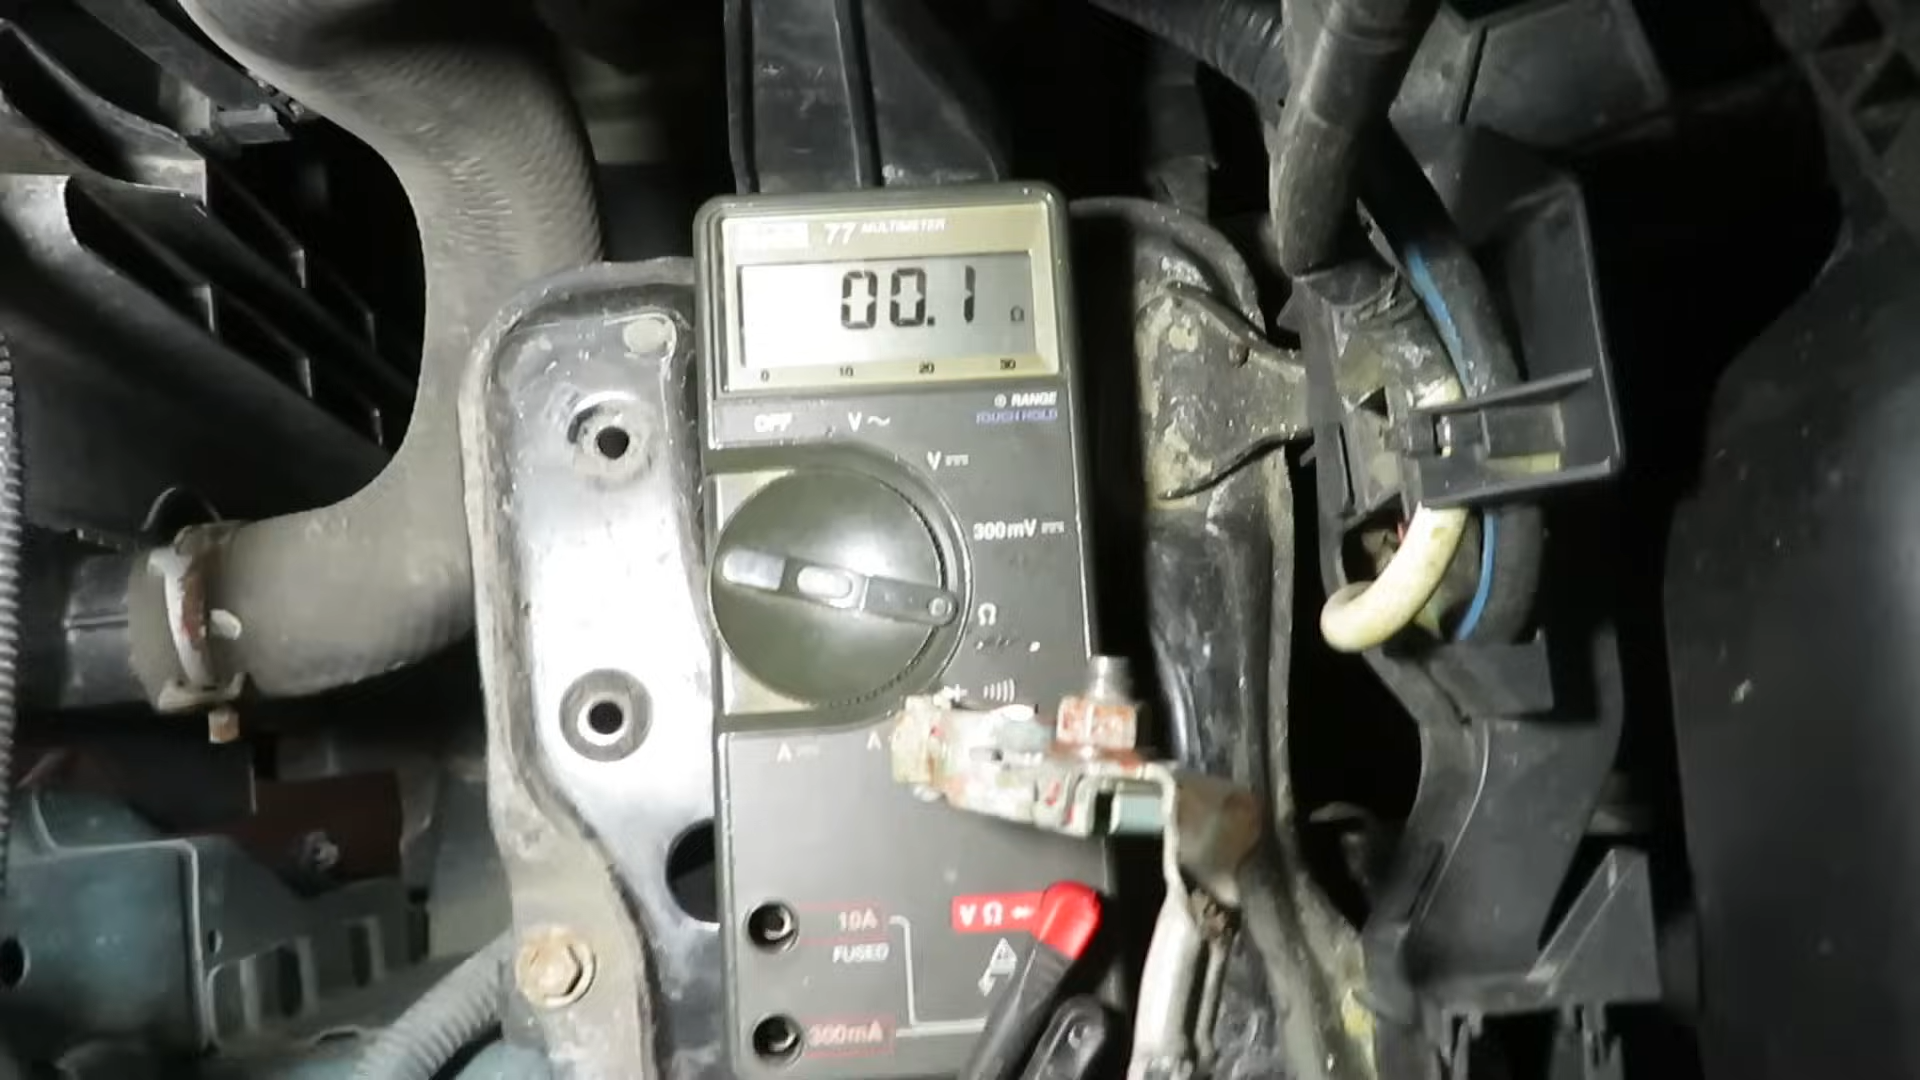 77 MULTIMETER
00.1 Ω
0 10 20 30
RANGE
TOUCH HOLD
OFF V~
V
300mV
Ω
A A
VΩ
10A
FUSED
300mA